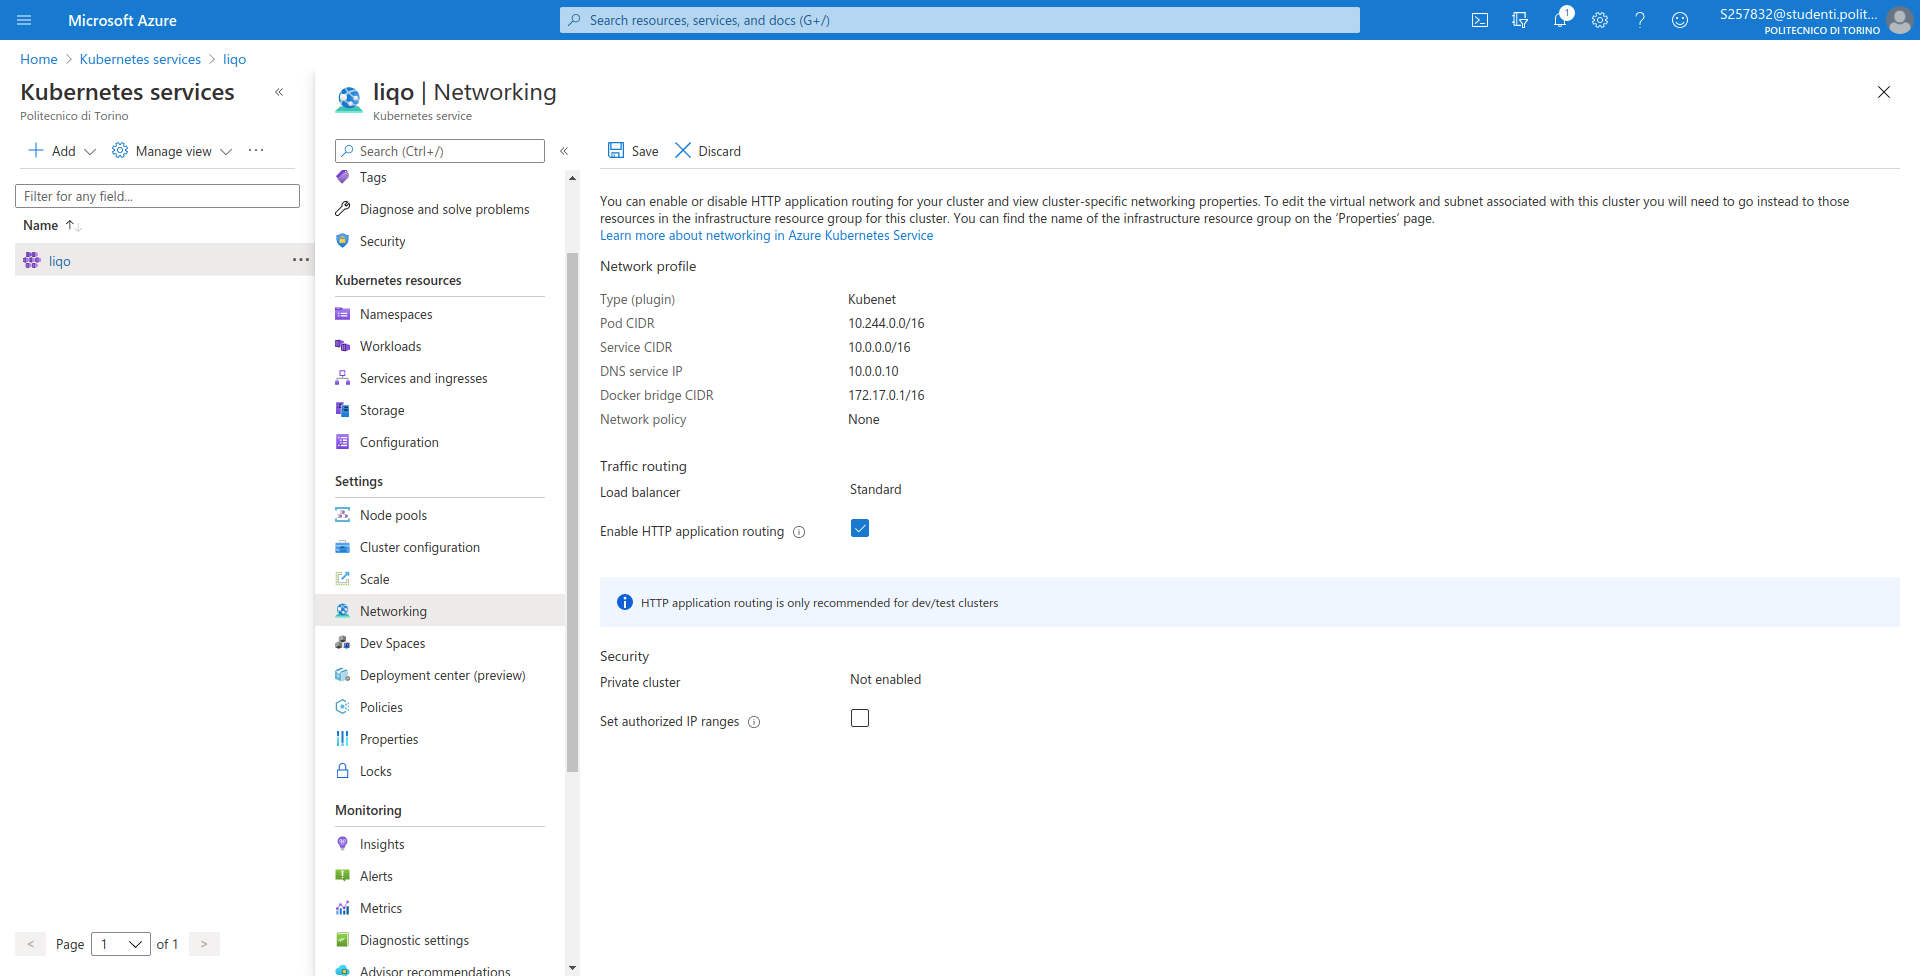 Microsoft Azure
Search resources, services, and docs (G+/)
1
S257832@studenti.polit...
POLITECNICO DI TORINO
Home > Kubernetes services > liqo
Kubernetes services «
Politecnico di Torino
+ Add Manage view ...
Filter for any field...
Name ↑↓
liqo ...
< Page 1 of 1 >
liqo | Networking
Kubernetes service
Search (Ctrl+/) «
Tags
Diagnose and solve problems
Security
Kubernetes resources
Namespaces
Workloads
Services and ingresses
Storage
Configuration
Settings
Node pools
Cluster configuration
Scale
Networking
Dev Spaces
Deployment center (preview)
Policies
Properties
Locks
Monitoring
Insights
Alerts
Metrics
Diagnostic settings
Advisor recommendations
Save Discard
You can enable or disable HTTP application routing for your cluster and view cluster-specific networking properties. To edit the virtual network and subnet associated with this cluster you will need to go instead to those
resources in the infrastructure resource group for this cluster. You can find the name of the infrastructure resource group on the ‘Properties’ page.
Learn more about networking in Azure Kubernetes Service
Network profile
Type (plugin) Kubenet
Pod CIDR 10.244.0.0/16
Service CIDR 10.0.0.0/16
DNS service IP 10.0.0.10
Docker bridge CIDR 172.17.0.1/16
Network policy None
Traffic routing
Load balancer Standard
Enable HTTP application routing
HTTP application routing is only recommended for dev/test clusters
Security
Private cluster Not enabled
Set authorized IP ranges